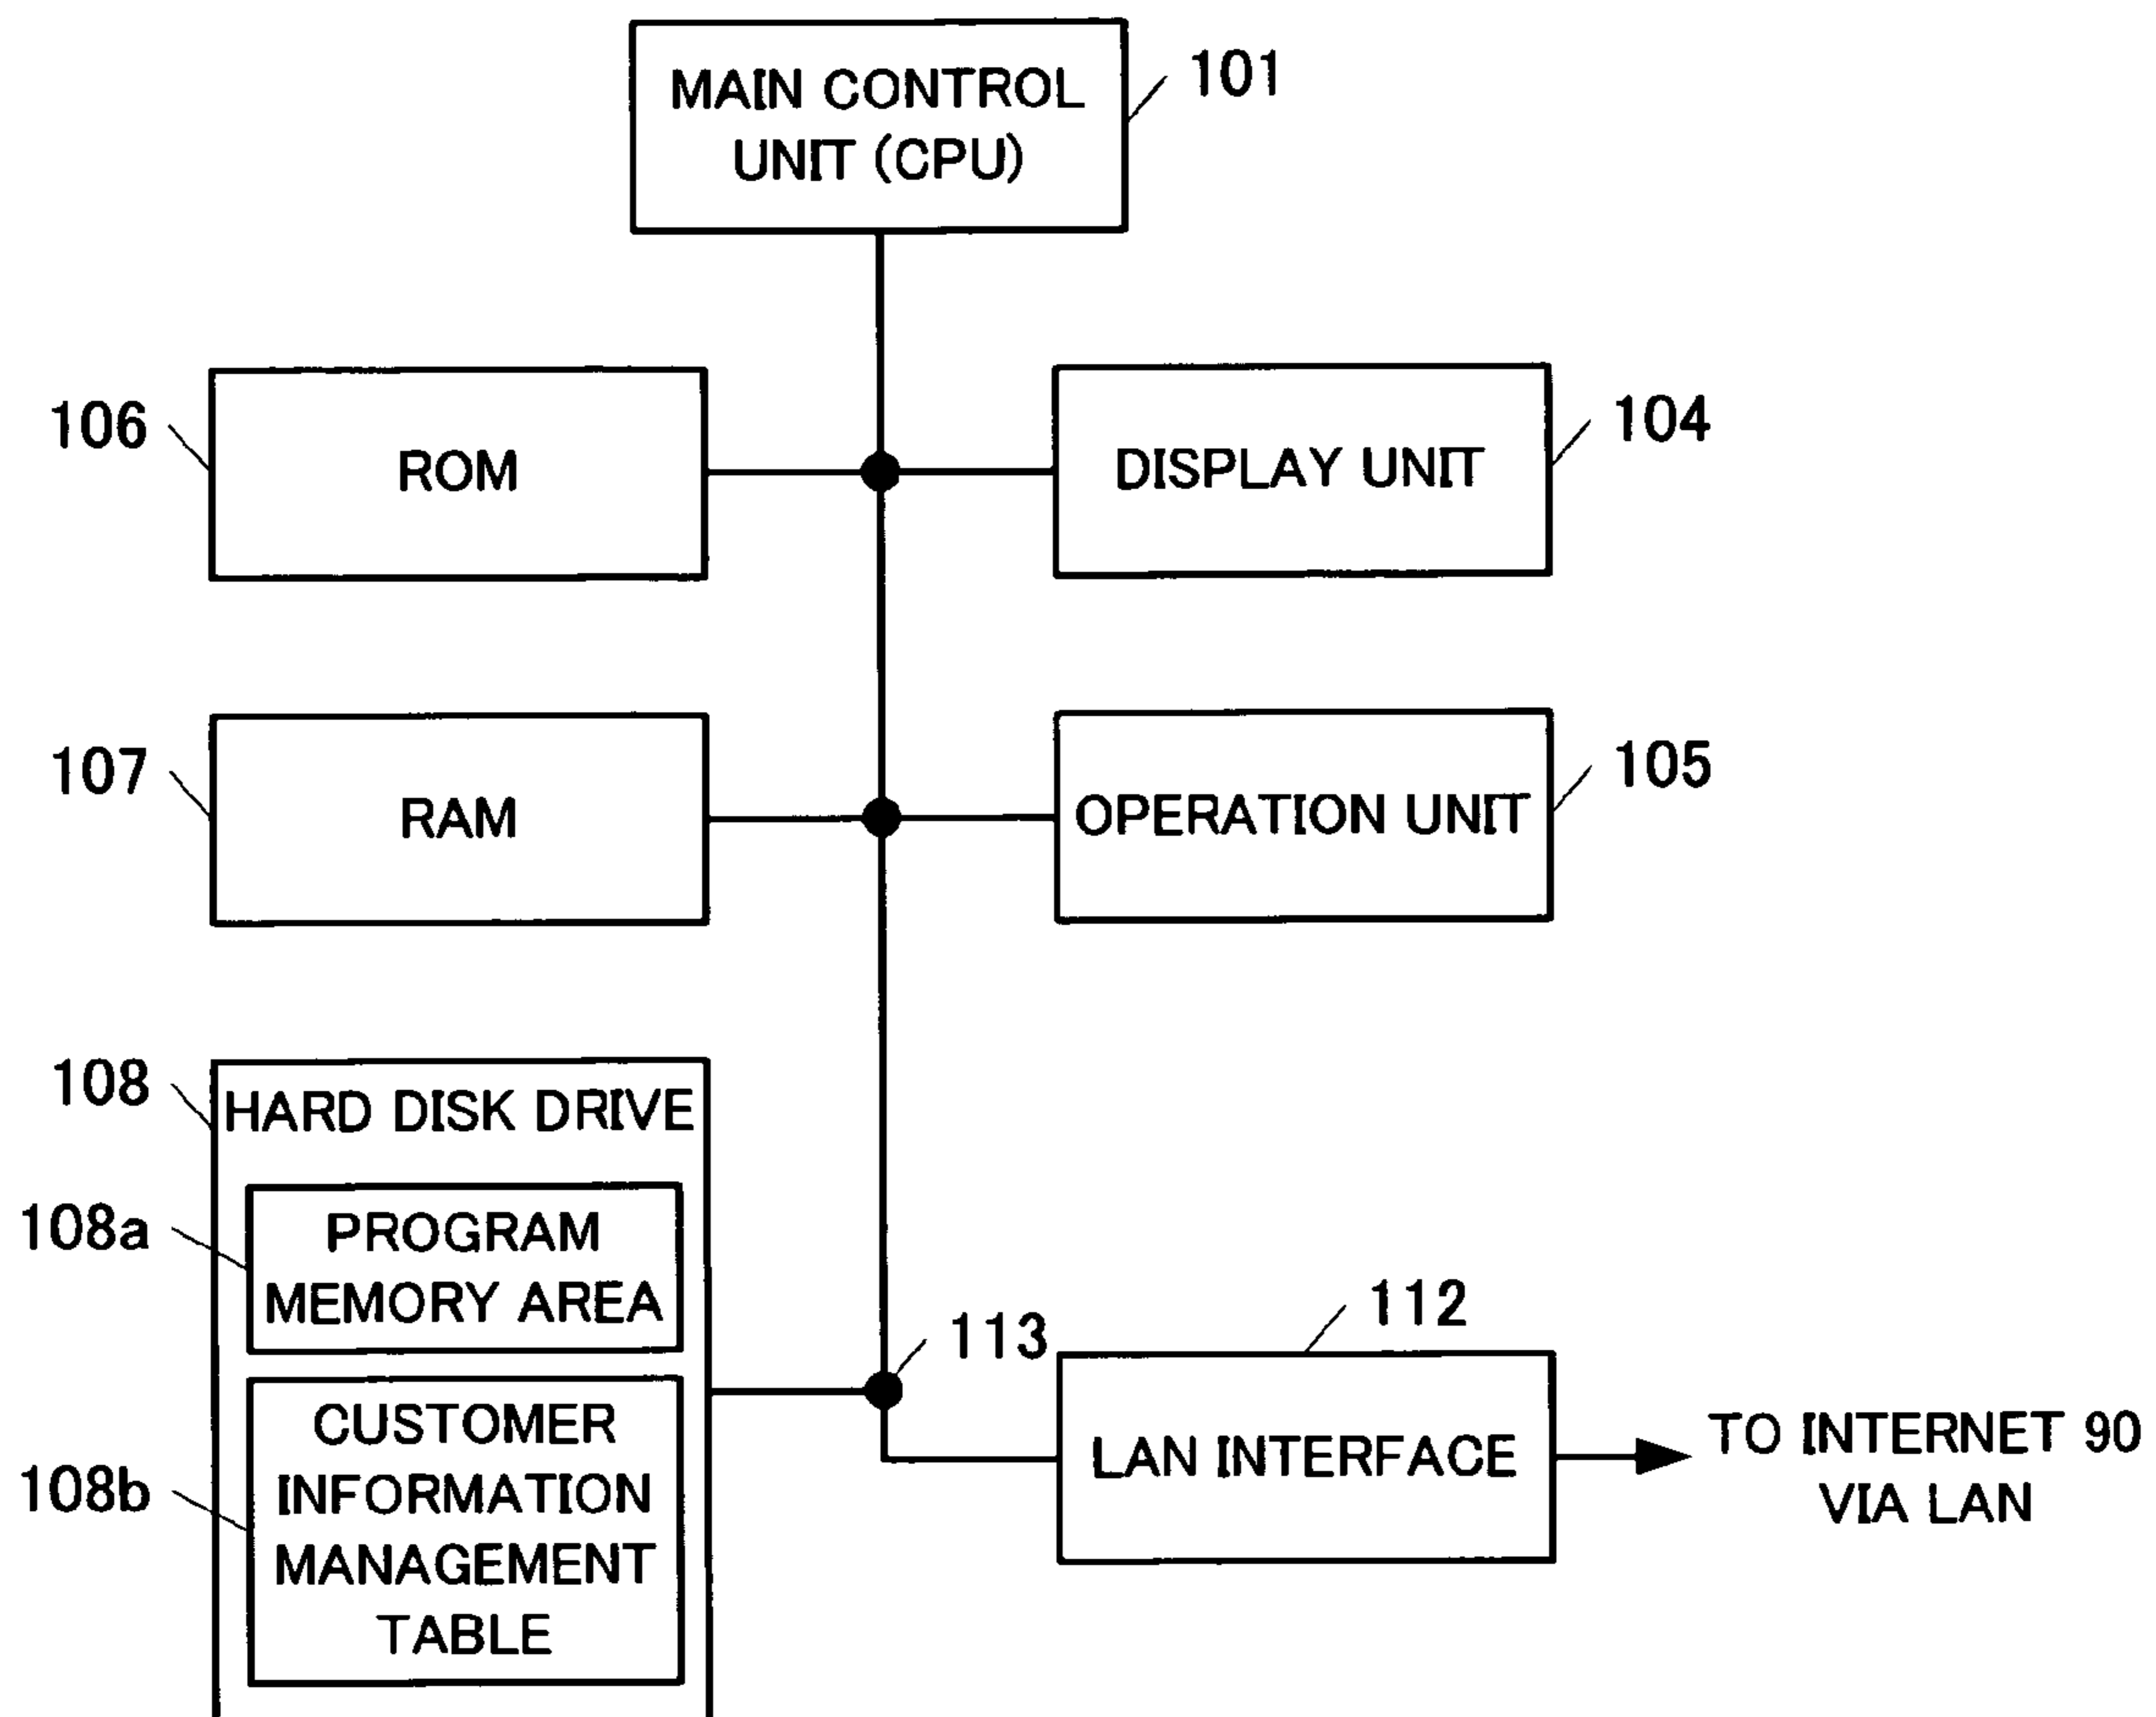 MAIN CONTROL
UNIT (CPU)
101
106
ROM
DISPLAY UNIT
104
107
RAM
OPERATION UNIT
105
108
HARD DISK DRIVE
108a
PROGRAM
MEMORY AREA
108b
CUSTOMER
INFORMATION
MANAGEMENT
TABLE
113
112
LAN INTERFACE
TO INTERNET 90
VIA LAN